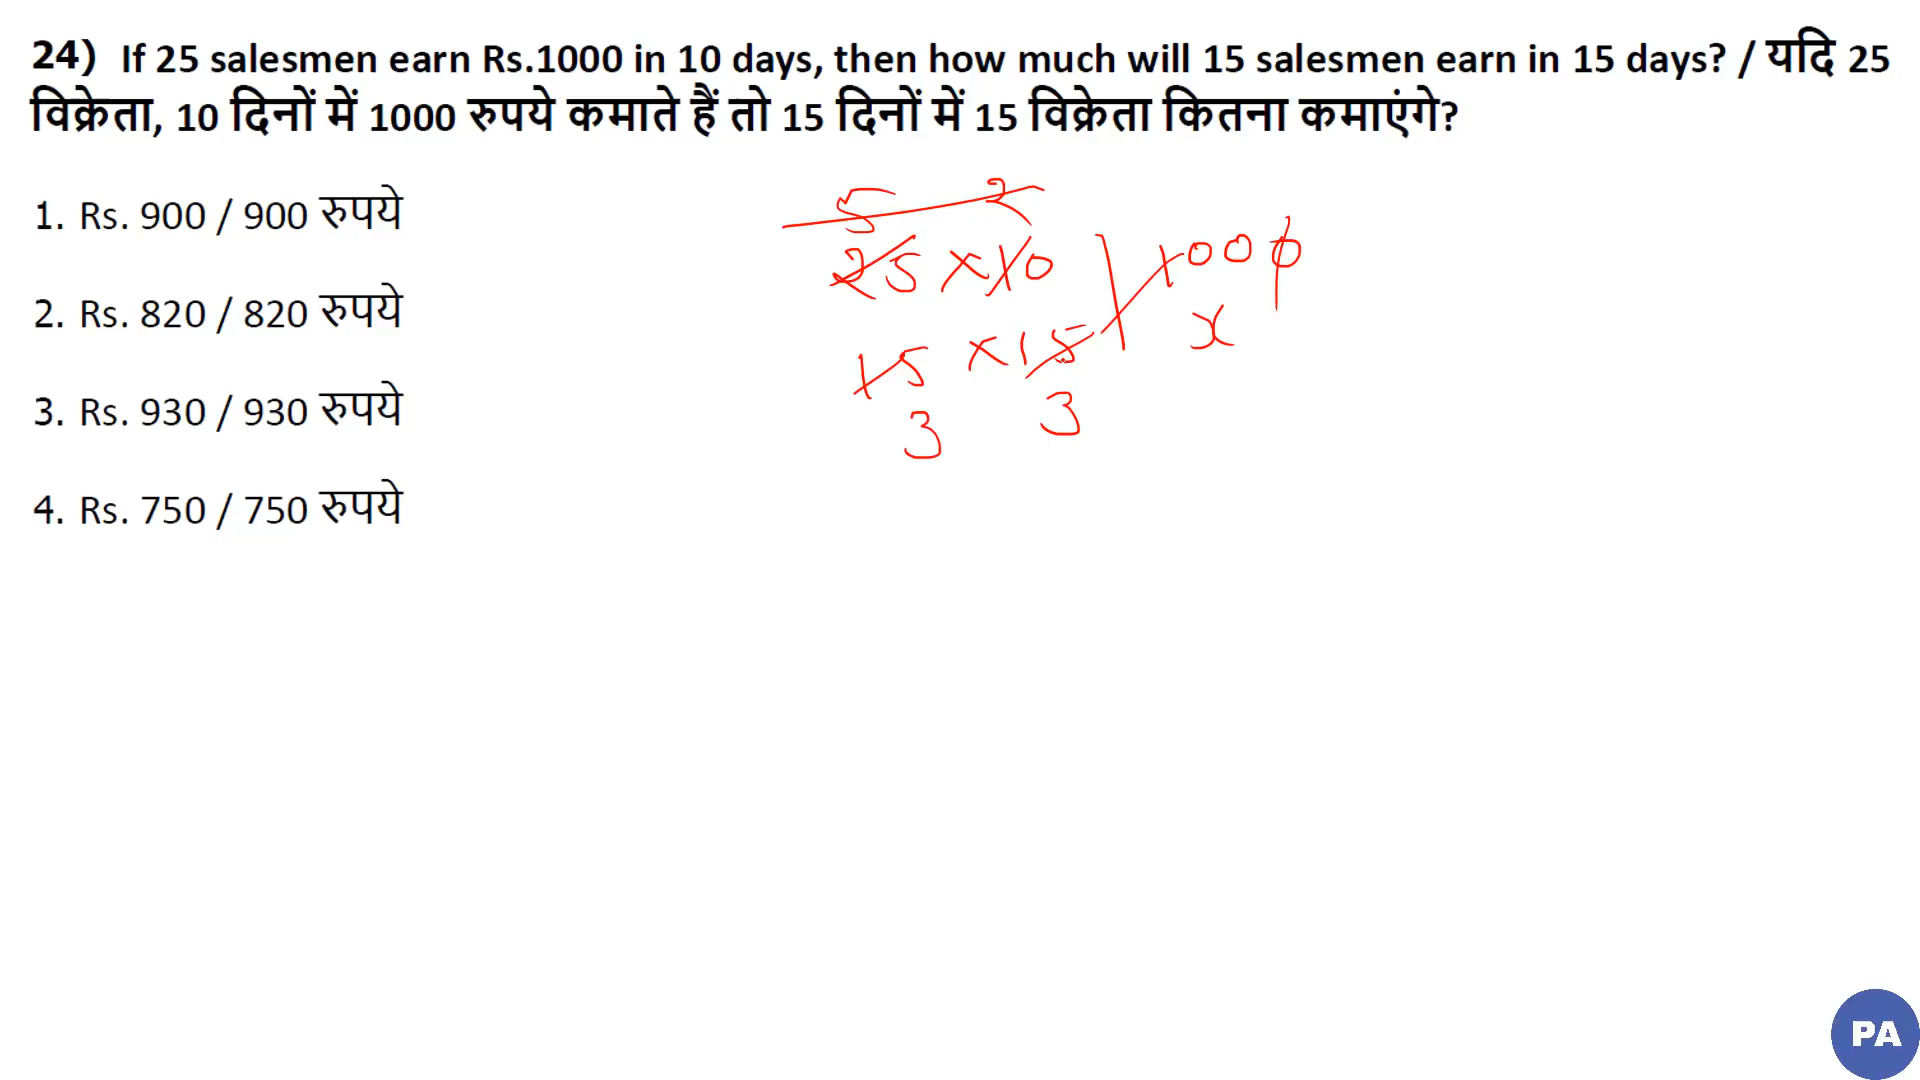 24) If 25 salesmen earn Rs.1000 in 10 days, then how much will 15 salesmen earn in 15 days? / यदि 25
विक्रेता, 10 दिनों में 1000 रुपये कमाते हैं तो 15 दिनों में 15 विक्रेता कितना कमाएंगे?
1. Rs. 900 / 900 रुपये
2. Rs. 820 / 820 रुपये
3. Rs. 930 / 930 रुपये
4. Rs. 750 / 750 रुपये
5 2
25 × 10 1000
15 × 15 x
3 3
PA